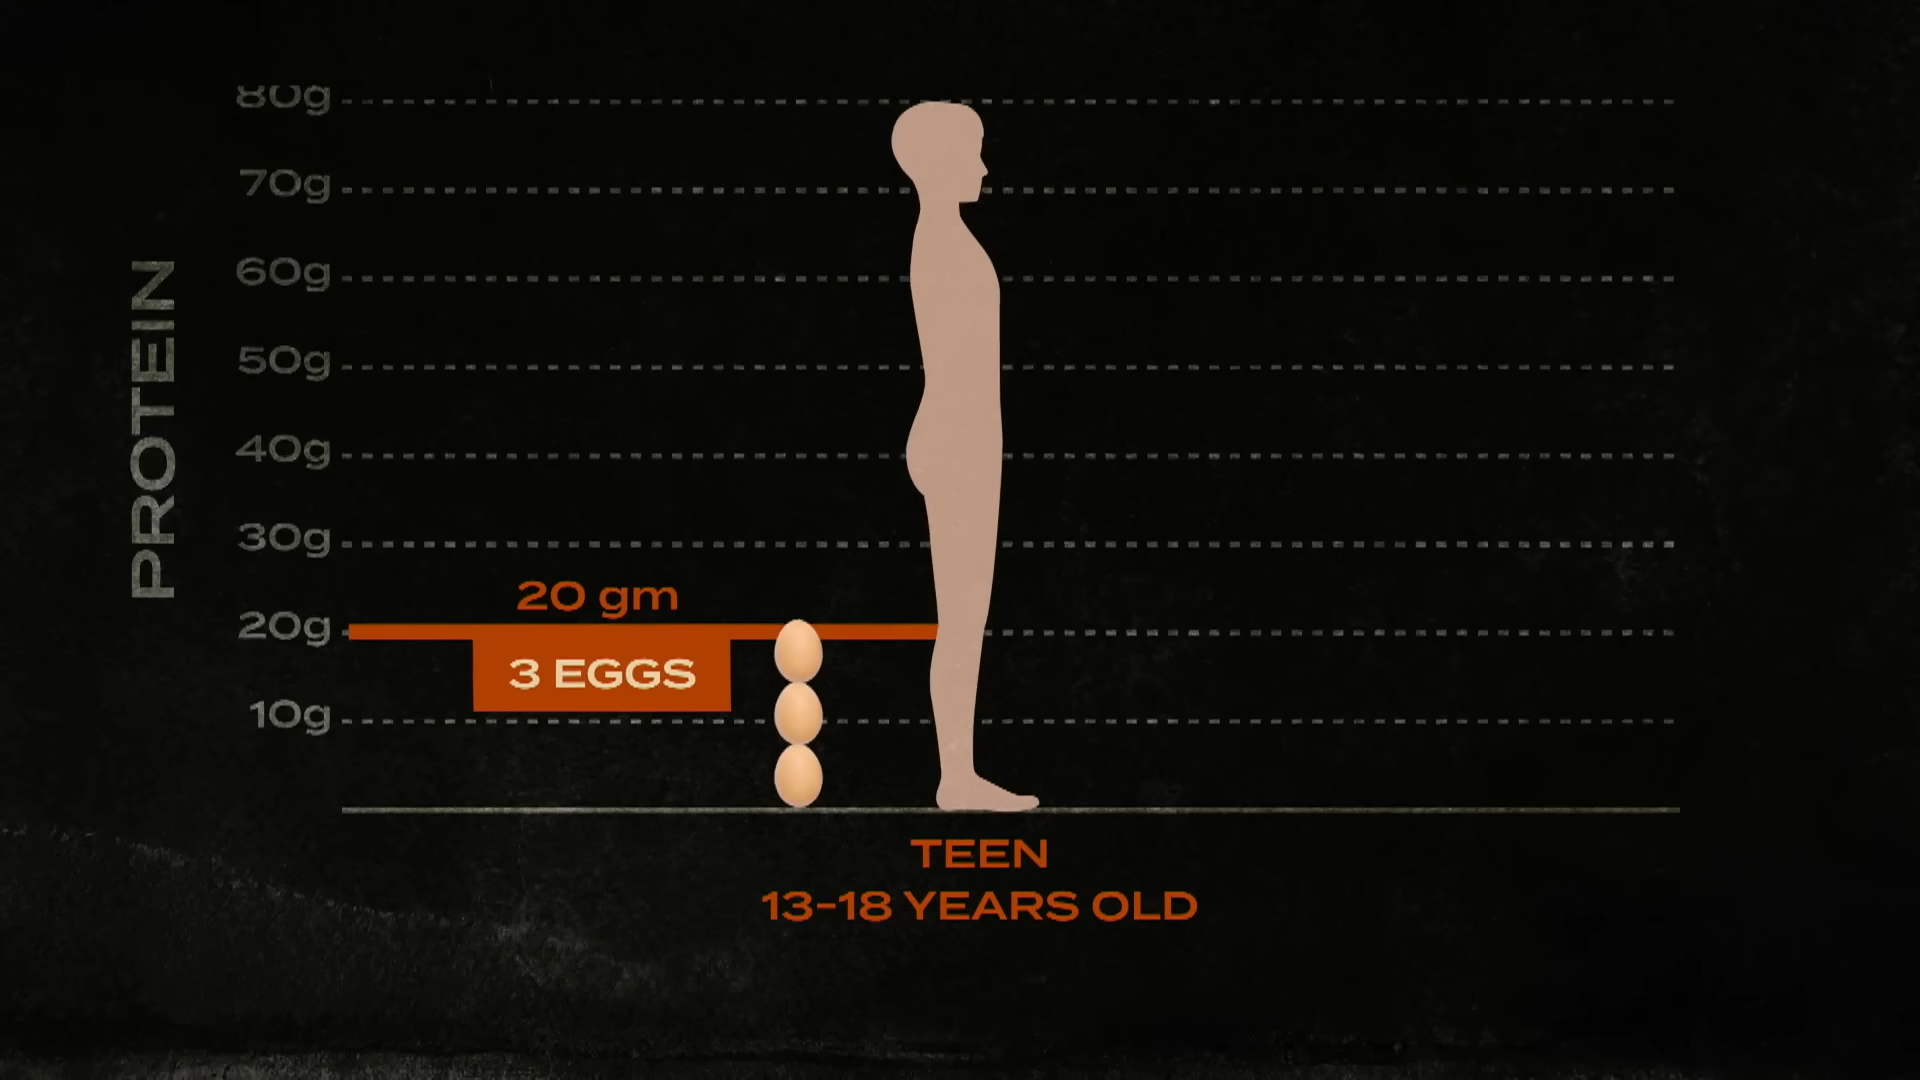 PROTEIN
80g
70g
60g
50g
40g
30g
20 gm
20g
3 EGGS
10g
TEEN
13-18 YEARS OLD